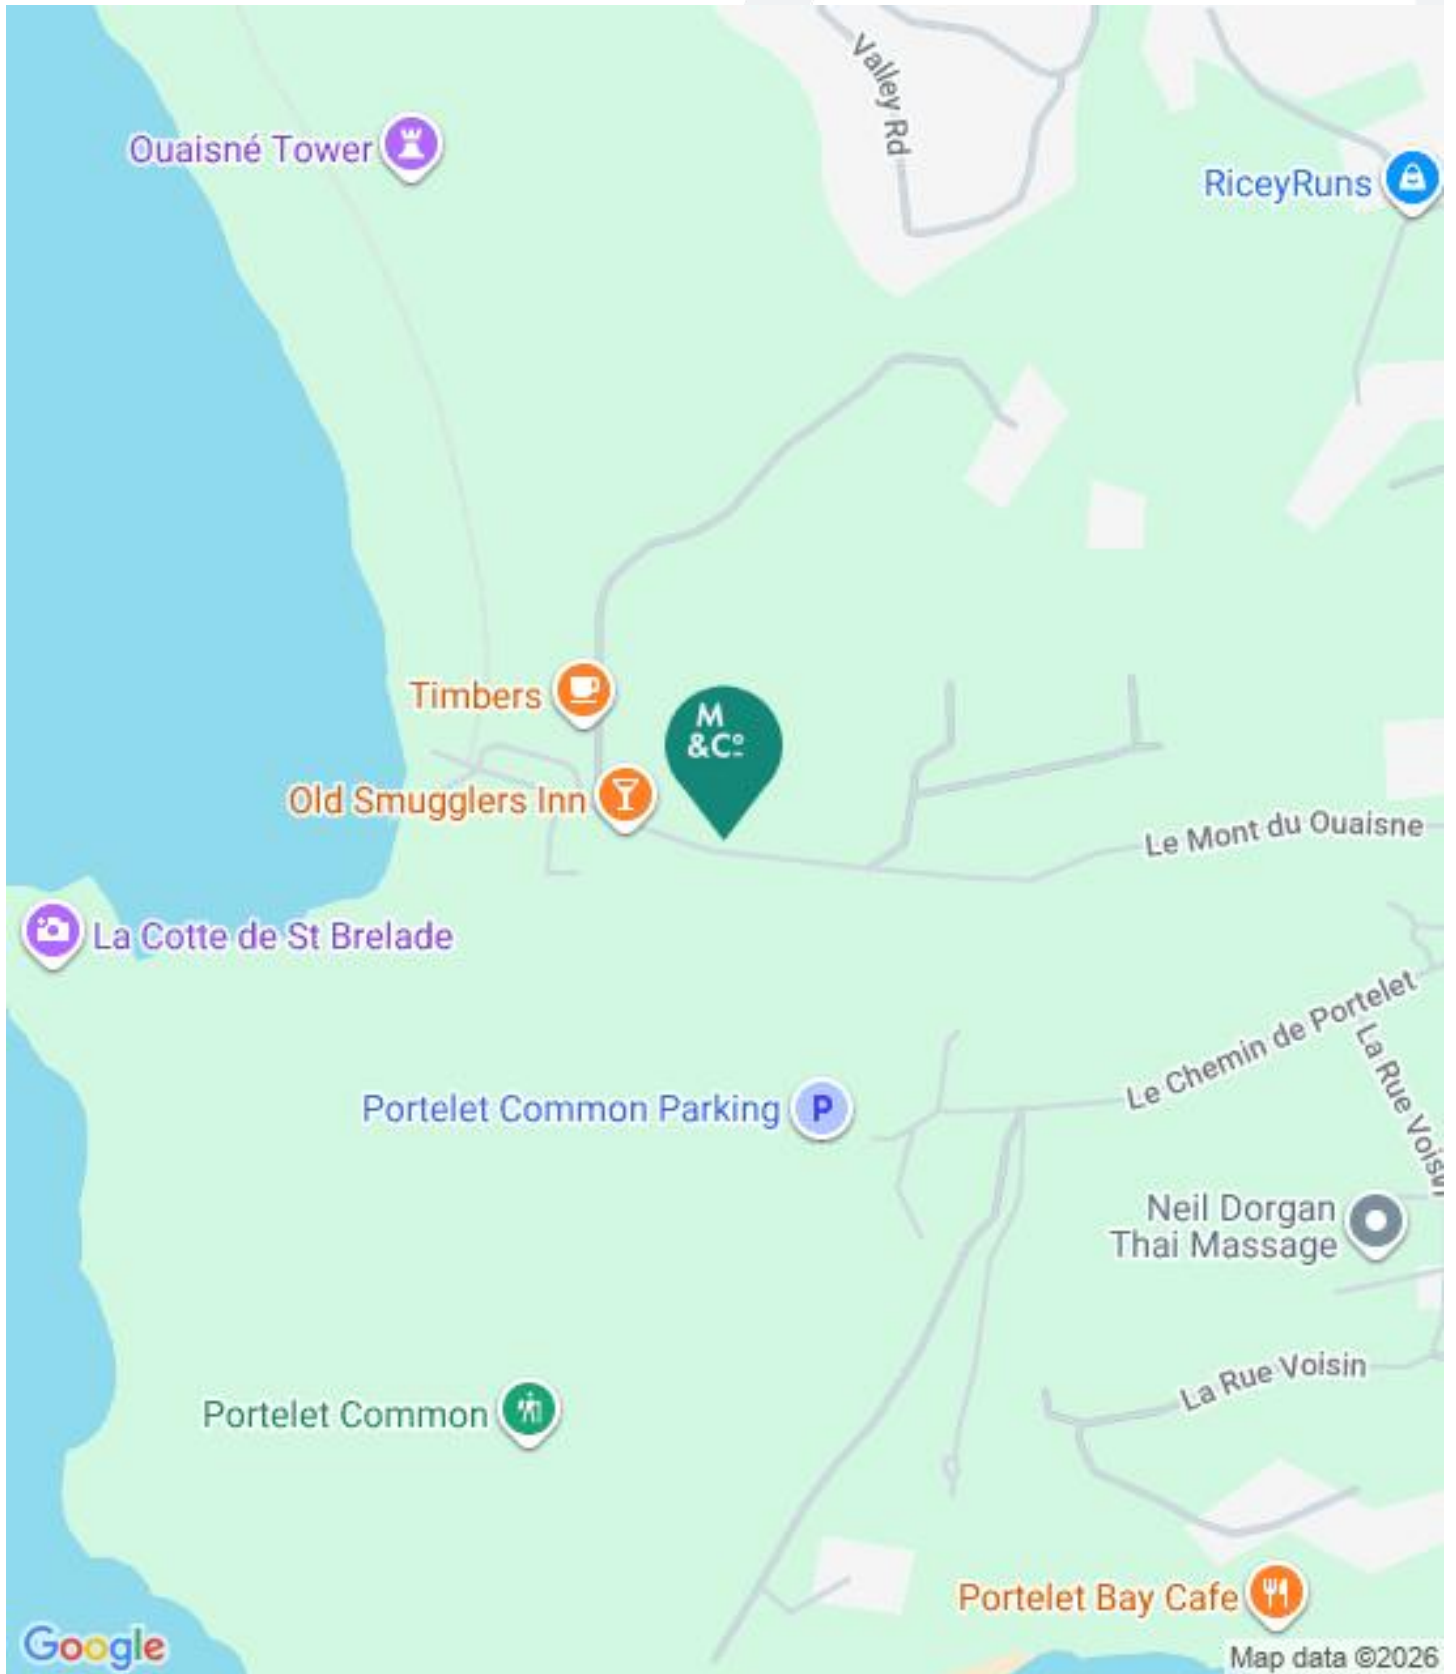 Valley Rd
Ouaisné Tower
RiceyRuns
Timbers
M
&Cº
Old Smugglers Inn
Le Mont du Ouaisne
La Cotte de St Brelade
Le Chemin de Portelet
La Rue Voisin
Portelet Common Parking
P
Neil Dorgan
Thai Massage
La Rue Voisin
Portelet Common
Portelet Bay Cafe
Google
Map data ©2026